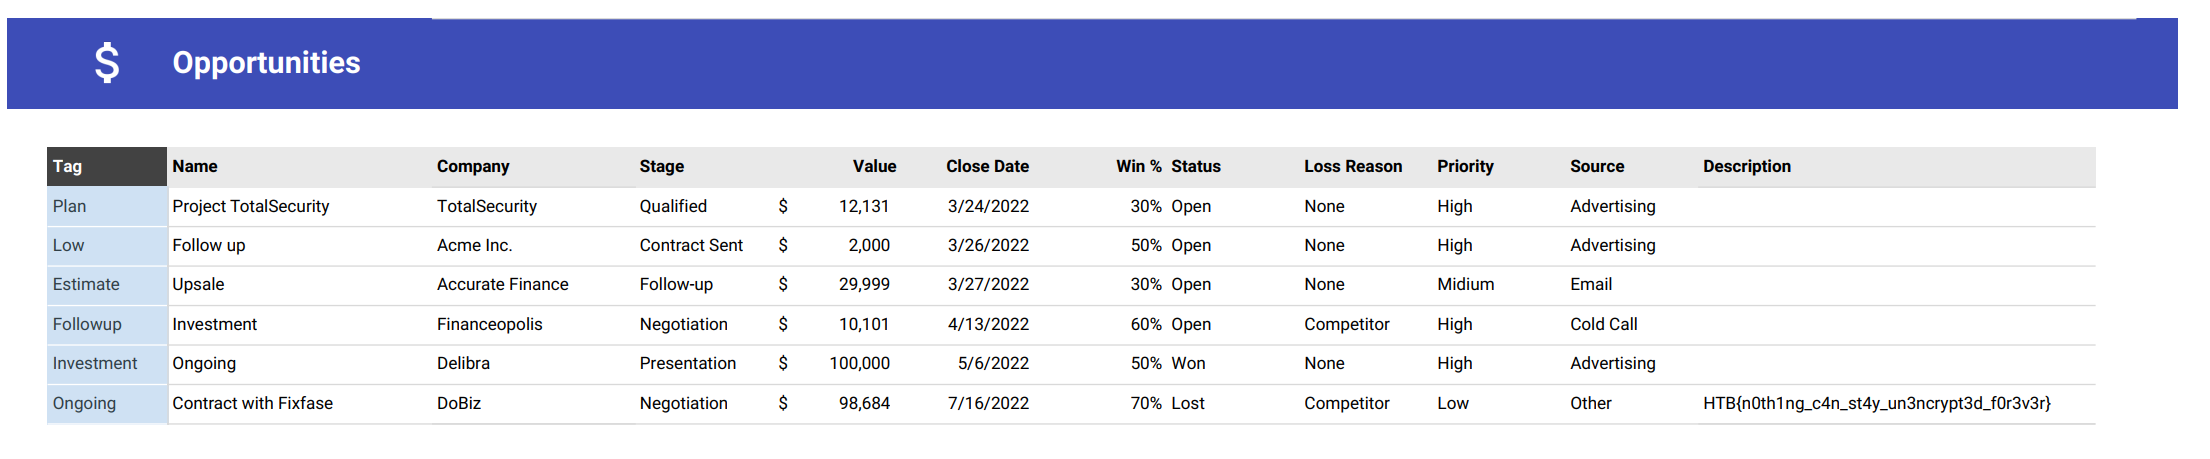 $ Opportunities
Tag Name Company Stage Value Close Date Win % Status Loss Reason Priority Source Description
Plan Project TotalSecurity TotalSecurity Qualified $ 12,131 3/24/2022 30% Open None High Advertising
Low Follow up Acme Inc. Contract Sent $ 2,000 3/26/2022 50% Open None High Advertising
Estimate Upsale Accurate Finance Follow-up $ 29,999 3/27/2022 30% Open None Midium Email
Followup Investment Financeopolis Negotiation $ 10,101 4/13/2022 60% Open Competitor High Cold Call
Investment Ongoing Delibra Presentation $ 100,000 5/6/2022 50% Won None High Advertising
Ongoing Contract with Fixfase DoBiz Negotiation $ 98,684 7/16/2022 70% Lost Competitor Low Other HTB{n0th1ng_c4n_st4y_un3ncrypt3d_f0r3v3r}